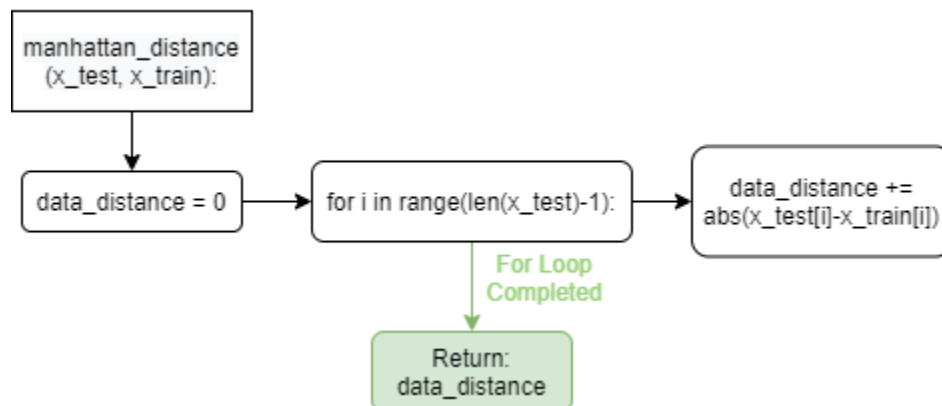 manhattan_distance
(x_test, x_train):
data_distance = 0
for i in range(len(x_test)-1):
data_distance +=
abs(x_test[i]-x_train[i])
For Loop
Completed
Return:
data_distance